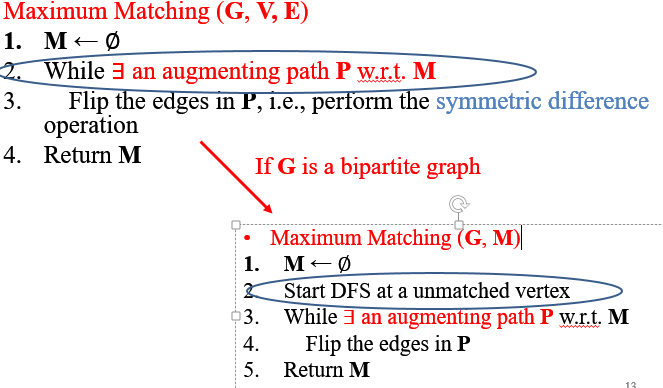 Maximum Matching (G, V, E)
1. M ← Ø
2. While ∃ an augmenting path P w.r.t. M
3. Flip the edges in P, i.e., perform the symmetric difference
operation
4. Return M
If G is a bipartite graph
• Maximum Matching (G, M)
1. M ← Ø
2. Start DFS at a unmatched vertex
3. While ∃ an augmenting path P w.r.t. M
4. Flip the edges in P
5. Return M
13